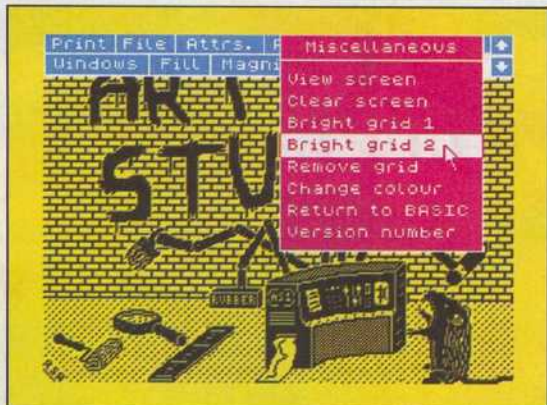 Print File Attrs.
Windows Fill Magni
Miscellaneous
View screen
Clear screen
Bright grid 1
Bright grid 2
Remove grid
Change colour
Return to BASIC
Version number
ART
STU
RUBBER